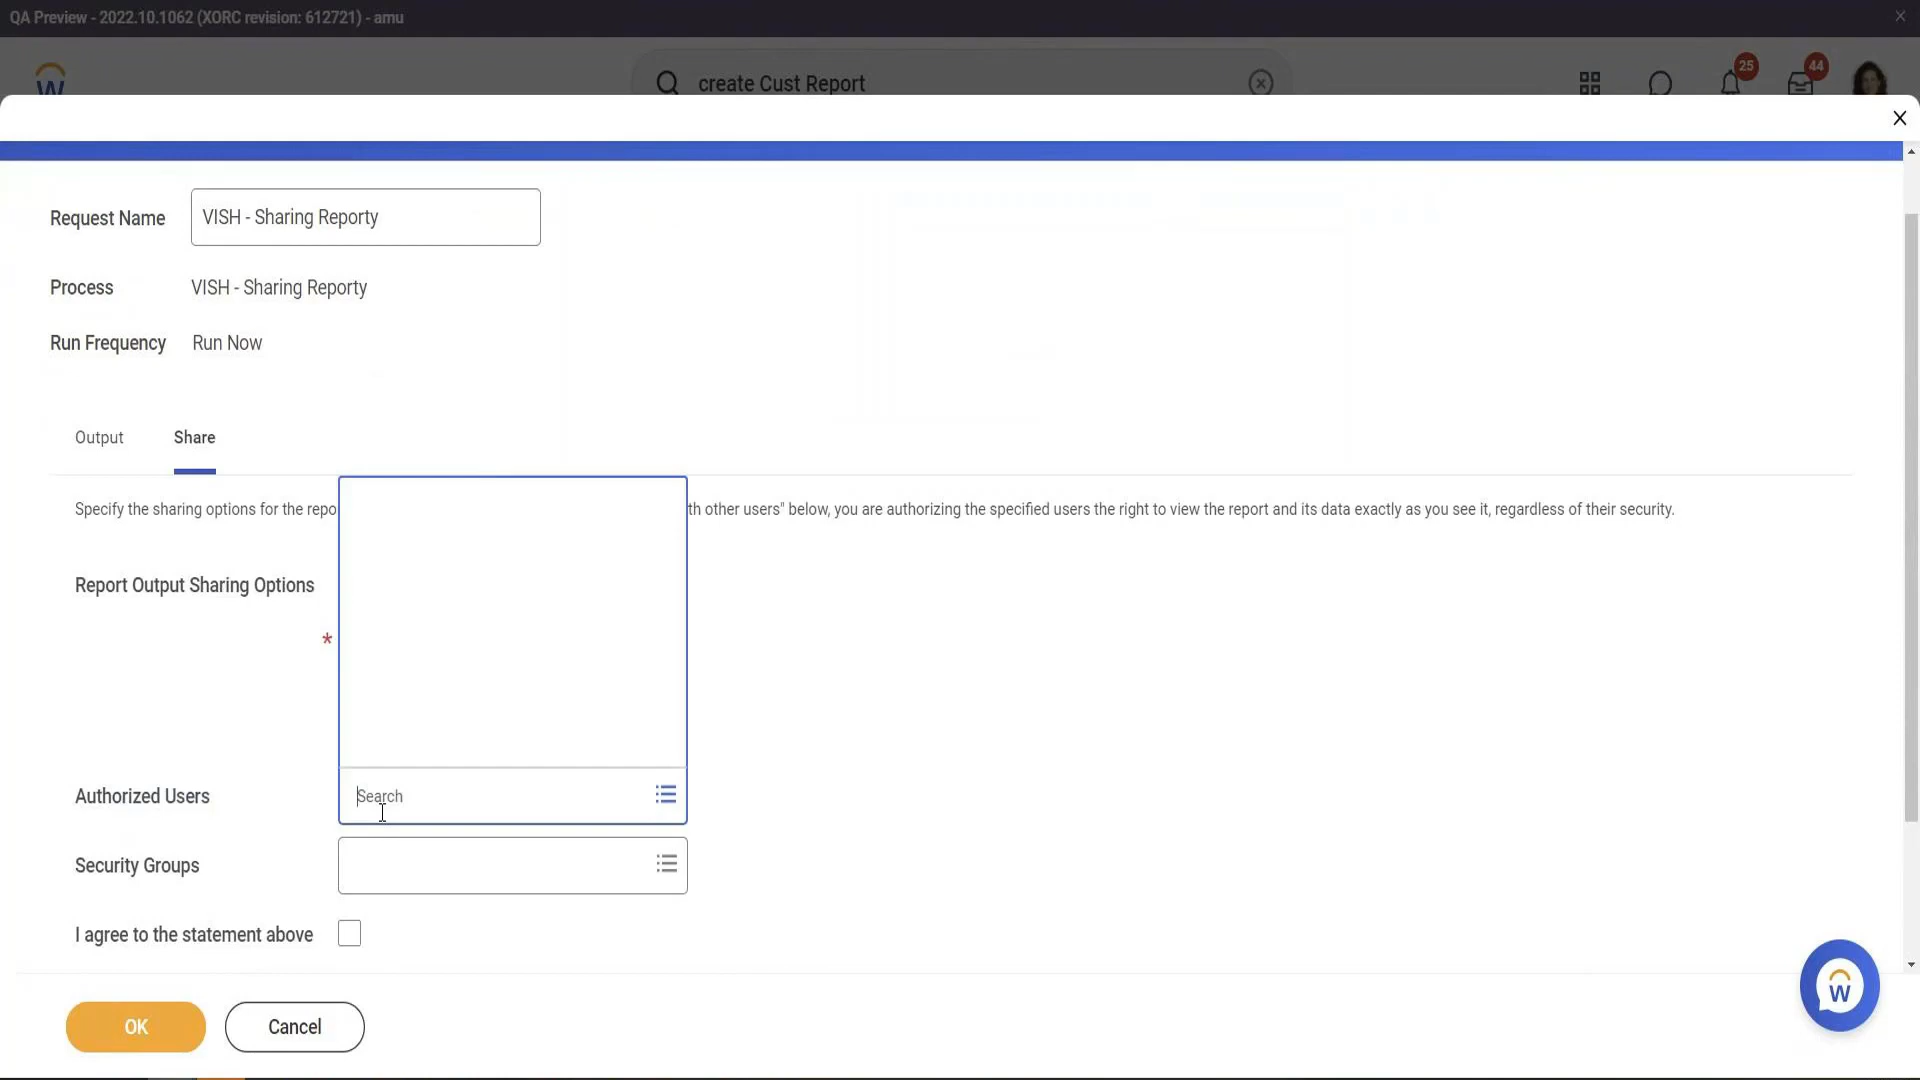 QA Preview - 2022.10.1062 (XORC revision: 612721) - amu
W
create Cust Report
25
44
Request Name
VISH - Sharing Reporty
Process
VISH - Sharing Reporty
Run Frequency
Run Now
Output
Share
Specify the sharing options for the repo th other users" below, you are authorizing the specified users the right to view the report and its data exactly as you see it, regardless of their security.
Report Output Sharing Options
*
Authorized Users
Search
Security Groups
I agree to the statement above
W
OK
Cancel